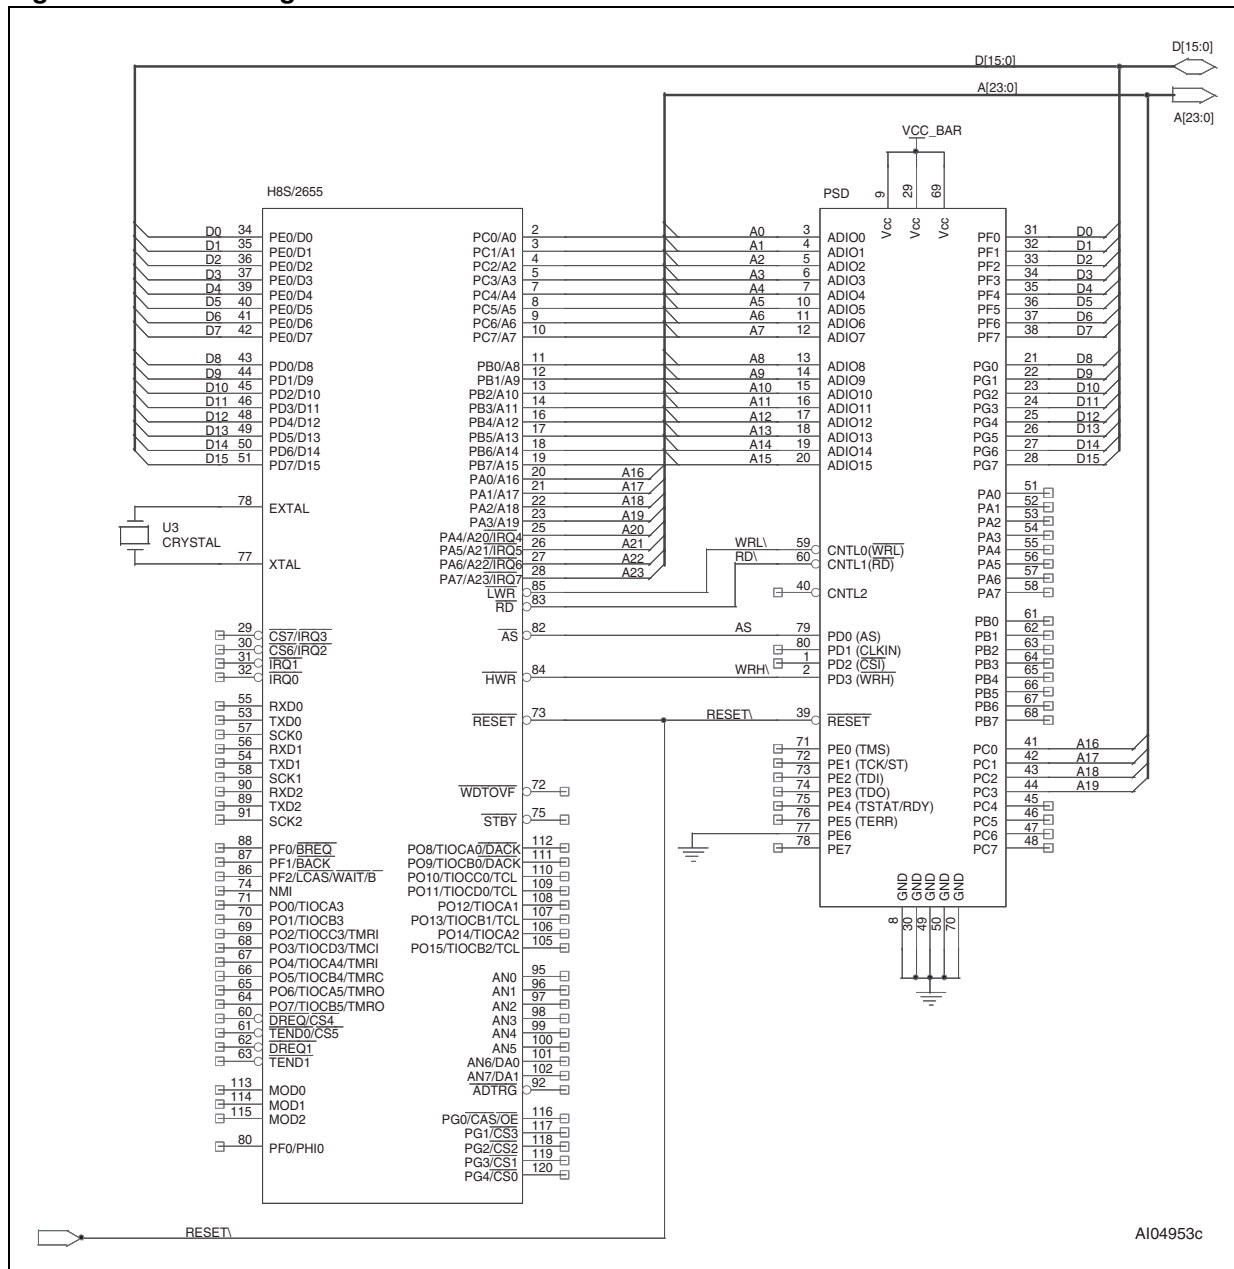 D[15:0]
D[15:0]
A[23:0]
A[23:0]
VCC_BAR
H8S/2655
PSD
9 29 69
Vcc Vcc Vcc
D0 34 PE0/D0 PC0/A0 2 A0 3 ADIO0 PF0 31 D0
D1 35 PE0/D1 PC1/A1 3 A1 4 ADIO1 PF1 32 D1
D2 36 PE0/D2 PC2/A2 4 A2 5 ADIO2 PF2 33 D2
D3 37 PE0/D3 PC3/A3 5 A3 6 ADIO3 PF3 34 D3
D4 39 PE0/D4 PC4/A4 7 A4 7 ADIO4 PF4 35 D4
D5 40 PE0/D5 PC5/A5 8 A5 10 ADIO5 PF5 36 D5
D6 41 PE0/D6 PC6/A6 9 A6 11 ADIO6 PF6 37 D6
D7 42 PE0/D7 PC7/A7 10 A7 12 ADIO7 PF7 38 D7
D8 43 PD0/D8 PB0/A8 11 A8 13 ADIO8 PG0 21 D8
D9 44 PD1/D9 PB1/A9 12 A9 14 ADIO9 PG1 22 D9
D10 45 PD2/D10 PB2/A10 13 A10 15 ADIO10 PG2 23 D10
D11 46 PD3/D11 PB3/A11 14 A11 16 ADIO11 PG3 24 D11
D12 48 PD4/D12 PB4/A12 16 A12 17 ADIO12 PG4 25 D12
D13 49 PD5/D13 PB5/A13 17 A13 18 ADIO13 PG5 26 D13
D14 50 PD6/D14 PB6/A14 18 A14 19 ADIO14 PG6 27 D14
D15 51 PD7/D15 PB7/A15 19 A15 20 ADIO15 PG7 28 D15
PA0/A16 20 A16
PA1/A17 21 A17 PA0 51
78 EXTAL PA2/A18 22 A18 PA1 52
PA3/A19 23 A19 PA2 53
U3 PA4/A20/IRQ4 25 A20 PA3 54
CRYSTAL PA5/A21/IRQ5 26 A21 WRL\ 59 CNTL0(WRL) PA4 55
77 XTAL PA6/A22/IRQ6 27 A22 RD\ 60 CNTL1(RD) PA5 56
PA7/A23/IRQ7 28 A23 PA6 57
LWR 85 40 CNTL2 PA7 58
RD 83
PB0 61
29 CS7/IRQ3 AS 82 AS 79 PD0 (AS) PB1 62
30 CS6/IRQ2 80 PD1 (CLKIN) PB2 63
31 IRQ1 1 PD2 (CSI) PB3 64
32 IRQ0 HWR 84 WRH\ 2 PD3 (WRH) PB4 65
PB5 66
55 RXD0 PB6 67
53 TXD0 RESET 73 RESET\ 39 RESET PB7 68
57 SCK0
56 RXD1 71 PE0 (TMS) PC0 41 A16
54 TXD1 72 PE1 (TCK/ST) PC1 42 A17
58 SCK1 73 PE2 (TDI) PC2 43 A18
90 RXD2 WDTOVF 72 74 PE3 (TDO) PC3 44 A19
89 TXD2 75 PE4 (TSTAT/RDY) PC4 45
91 SCK2 STBY 75 76 PE5 (TERR) PC5 46
77 PE6 PC6 47
88 PF0/BREQ PO8/TIOCA0/DACK 112 78 PE7 PC7 48
87 PF1/BACK PO9/TIOCB0/DACK 111
86 PF2/LCAS/WAIT/B PO10/TIOCC0/TCL 110
74 NMI PO11/TIOCD0/TCL 109
GND GND GND GND GND
71 PO0/TIOCA3 PO12/TIOCA1 108
70 PO1/TIOCB3 PO13/TIOCB1/TCL 107
8 30 49 50 70
69 PO2/TIOCC3/TMRI PO14/TIOCA2 106
68 PO3/TIOCD3/TMCI PO15/TIOCB2/TCL 105
67 PO4/TIOCA4/TMRI
66 PO5/TIOCB4/TMRC AN0 95
65 PO6/TIOCA5/TMRO AN1 96
64 PO7/TIOCB5/TMRO AN2 97
60 DREQ/CS4 AN3 98
61 TEND0/CS5 AN4 99
62 DREQ1 AN5 100
63 TEND1 AN6/DA0 101
AN7/DA1 102
113 MOD0 ADTRG 92
114 MOD1
115 MOD2 PG0/CAS/OE 116
PG1/CS3 117
80 PF0/PHI0 PG2/CS2 118
PG3/CS1 119
PG4/CS0 120
RESET\
AI04953c